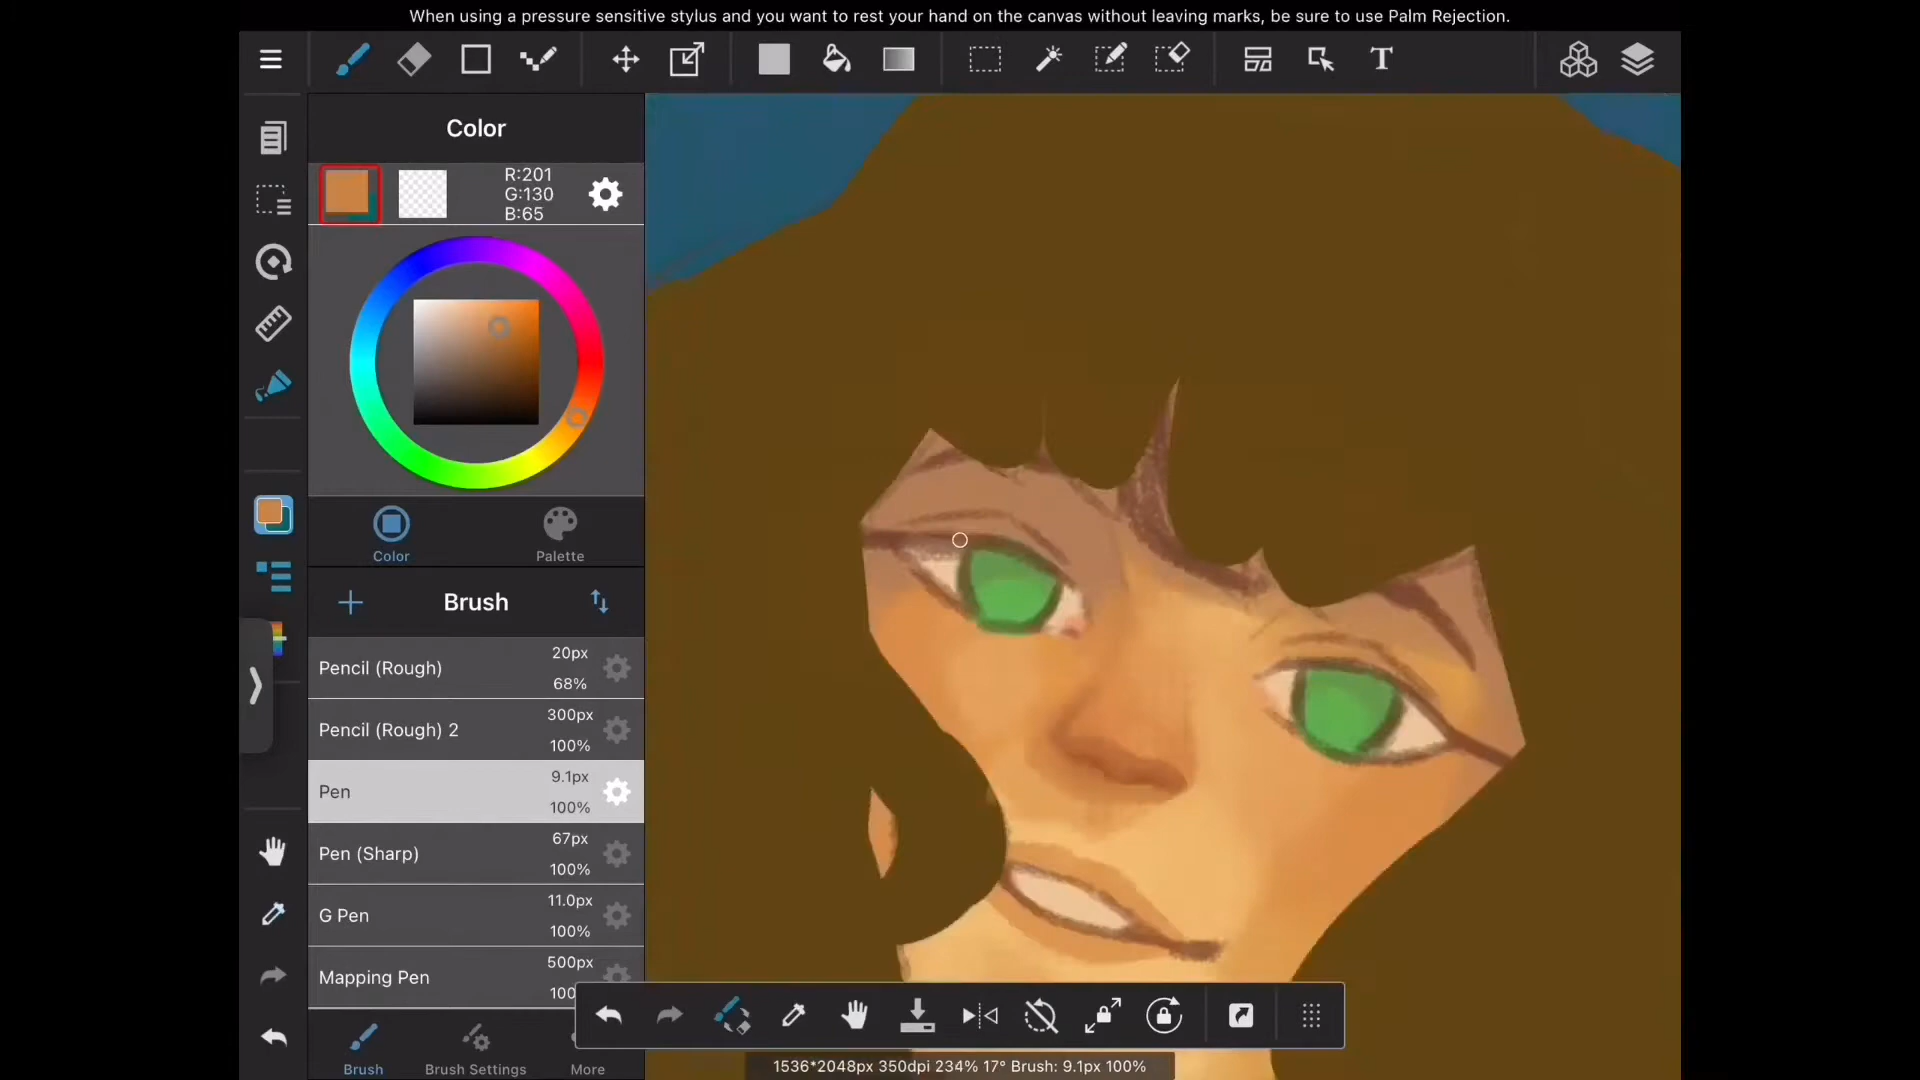 When using a pressure sensitive stylus and you want to rest your hand on the canvas without leaving marks, be sure to use Palm Rejection.
T
Color
R:201
G:130
B:65
Color
Palette
Brush
Pencil (Rough)
20px
68%
Pencil (Rough) 2
300px
100%
Pen
9.1px
100%
Pen (Sharp)
67px
100%
G Pen
11.0px
100%
Mapping Pen
500px
Brush
Brush Settings
More
1536*2048px 350dpi 234% 17° Brush: 9.1px 100%